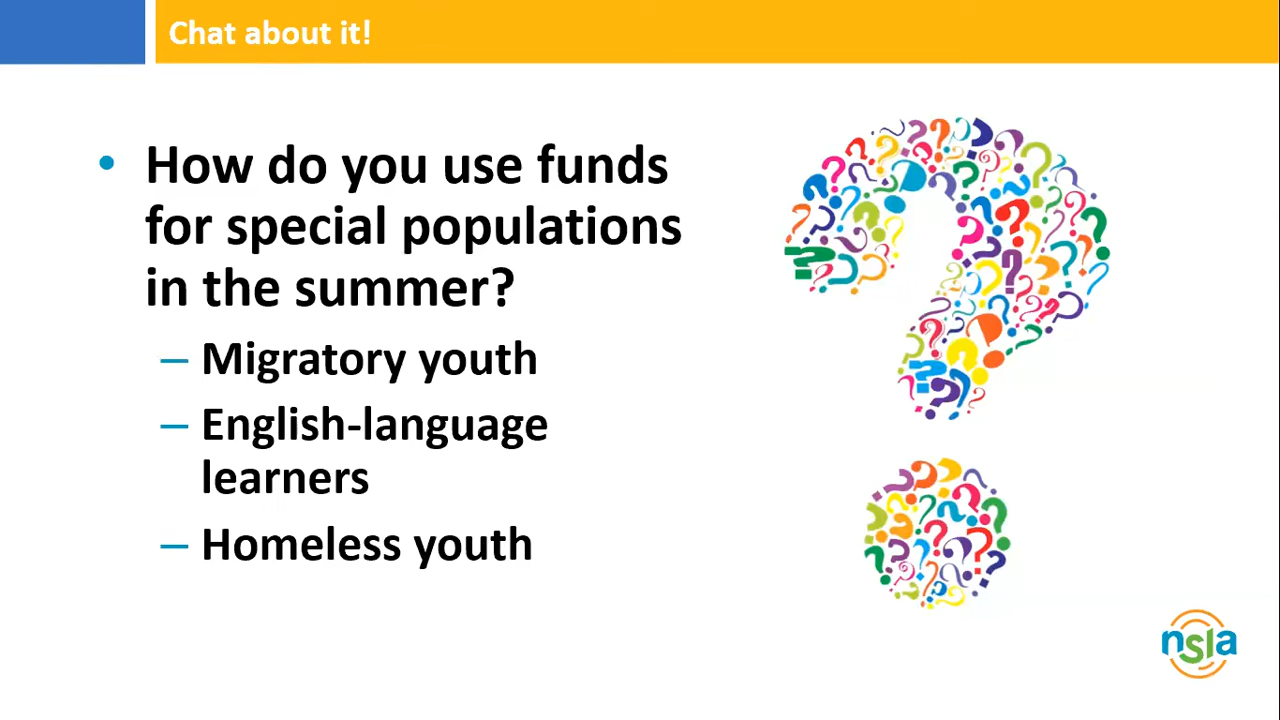 Chat about it!
• How do you use funds
for special populations
in the summer?
– Migratory youth
– English-language
learners
– Homeless youth
nsla